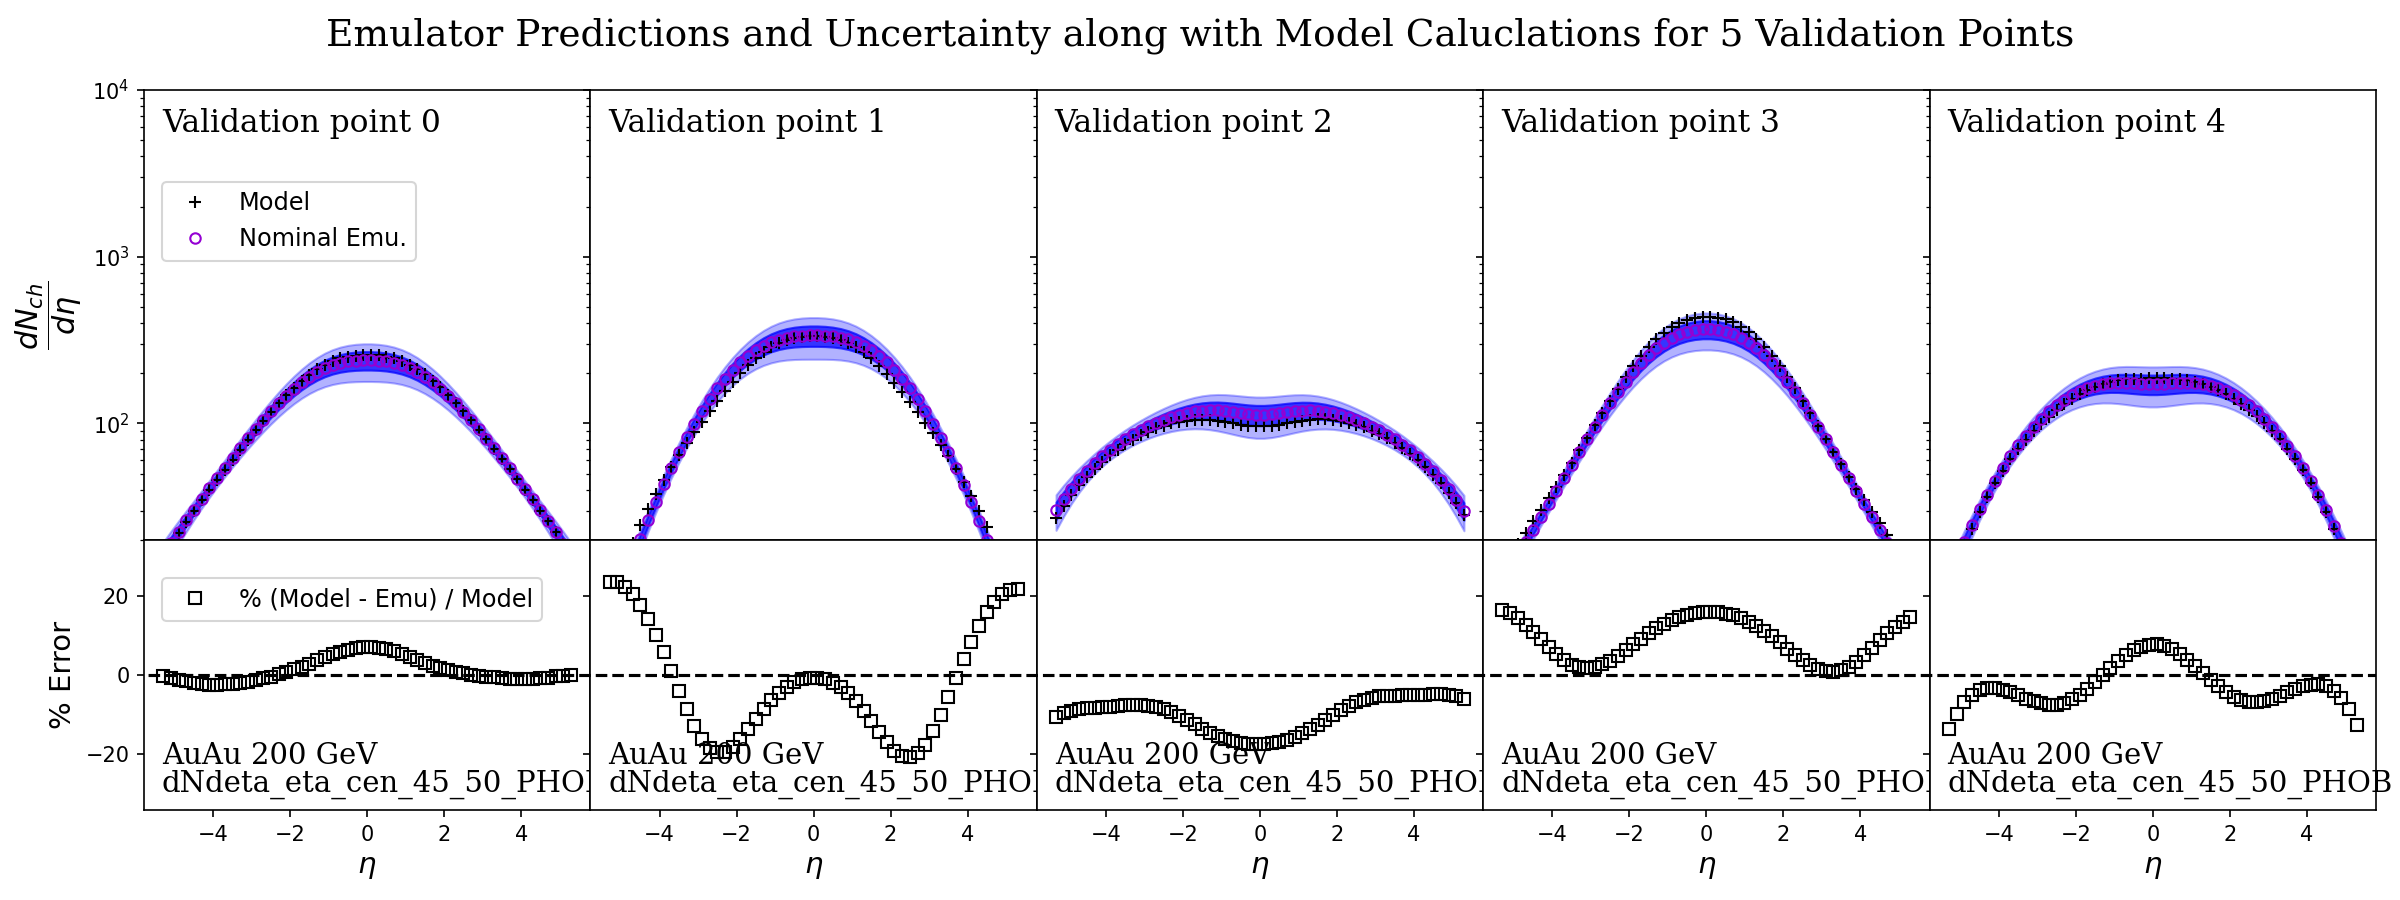 Emulator Predictions and Uncertainty along with Model Caluclations for 5 Validation Points
Validation point 0
Validation point 1
Validation point 2
Validation point 3
Validation point 4
Model
Nominal Emu.
10^4
10^3
10^2
dN_ch
dη
% (Model - Emu) / Model
20
0
−20
% Error
AuAu 200 GeV
dNdeta_eta_cen_45_50_PHO
AuAu 200 GeV
dNdeta_eta_cen_45_50_PHO
AuAu 200 GeV
dNdeta_eta_cen_45_50_PHO
AuAu 200 GeV
dNdeta_eta_cen_45_50_PHO
AuAu 200 GeV
dNdeta_eta_cen_45_50_PHOB
−4 −2 0 2 4
−4 −2 0 2 4
−4 −2 0 2 4
−4 −2 0 2 4
−4 −2 0 2 4
η
η
η
η
η